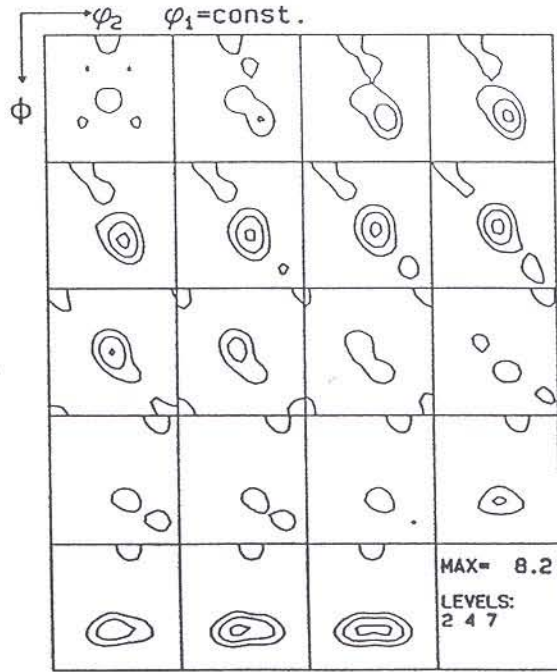 φ₂ φ₁=const.
ϕ
MAX= 8.2
LEVELS:
2 4 7